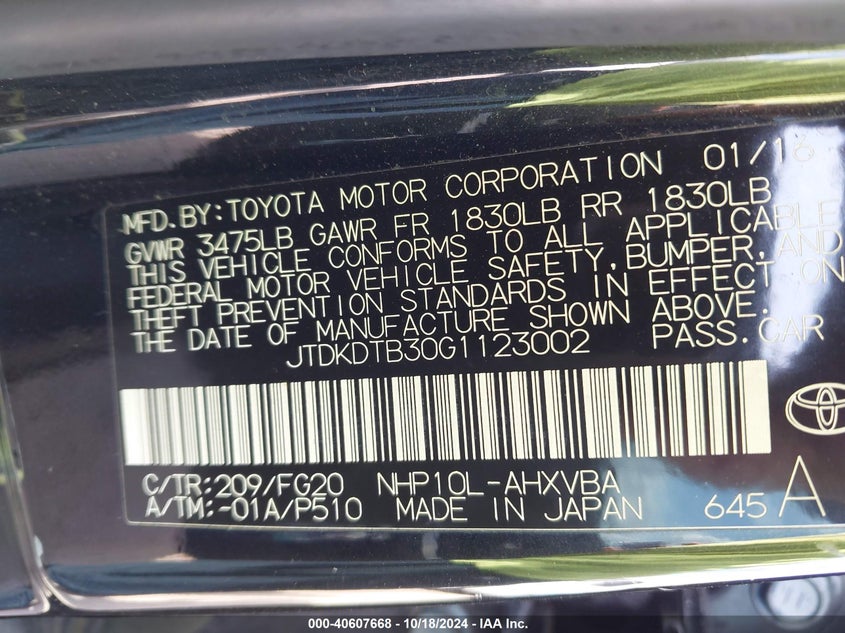 MFD. BY: TOYOTA MOTOR CORPORATION 01/16
GVWR 3475LB GAWR FR 1830LB RR 1830LB
THIS VEHICLE CONFORMS TO ALL APPLICABLE
FEDERAL MOTOR VEHICLE SAFETY, BUMPER, AND
THEFT PREVENTION STANDARDS IN EFFECT ON
THE DATE OF MANUFACTURE SHOWN ABOVE.
JTDKDTB30G1123002 PASS. CAR
C/TR: 209/FG20 NHP10L-AHXVBA
A/TM: -01A/P510 MADE IN JAPAN 645 A
000-40607668 - 10/18/2024 - IAA Inc.